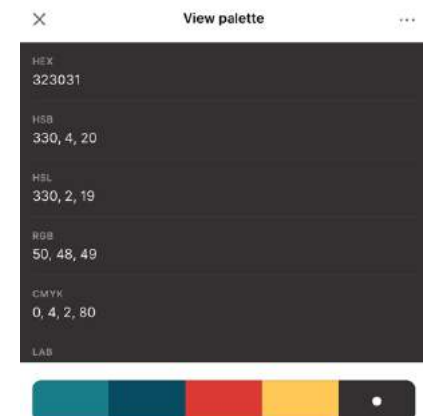 View palette
HEX
323031
HSB
330, 4, 20
HSL
330, 2, 19
RGB
50, 48, 49
CMYK
0, 4, 2, 80
LAB